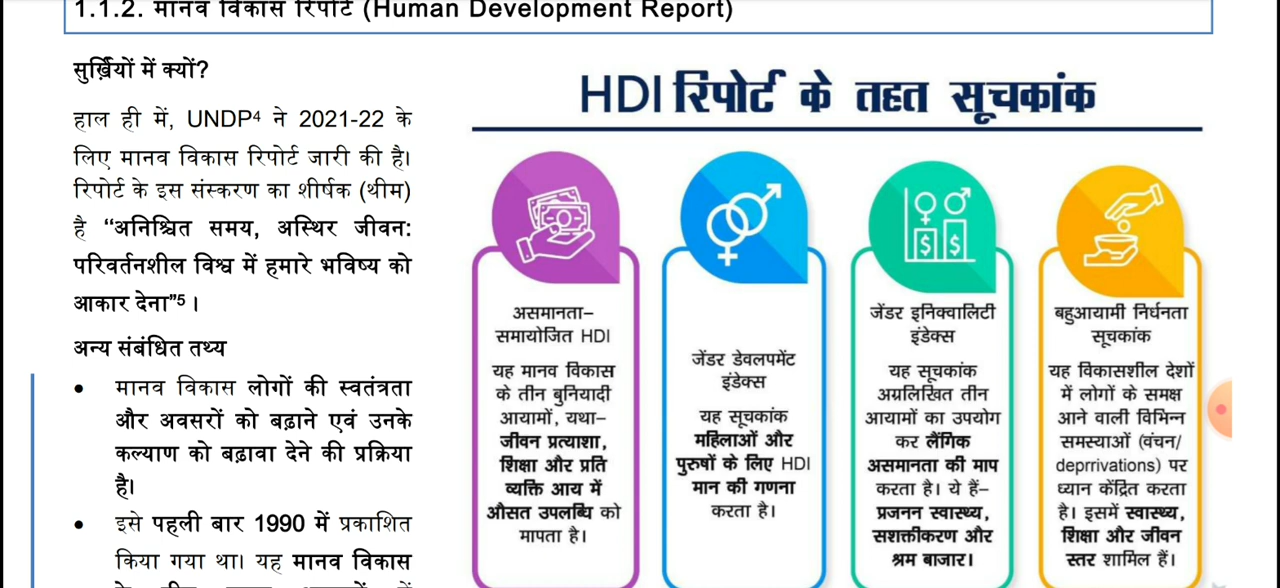 1.1.2. मानव विकास रिपोर्ट (Human Development Report)
सुर्ख़ियों में क्यों?
हाल ही में, UNDP⁴ ने 2021-22 के
लिए मानव विकास रिपोर्ट जारी की है।
रिपोर्ट के इस संस्करण का शीर्षक (थीम)
है “अनिश्चित समय, अस्थिर जीवन:
परिवर्तनशील विश्व में हमारे भविष्य को
आकार देना”⁵।
अन्य संबंधित तथ्य
• मानव विकास लोगों की स्वतंत्रता
और अवसरों को बढ़ाने एवं उनके
कल्याण को बढ़ावा देने की प्रक्रिया
है।
• इसे पहली बार 1990 में प्रकाशित
किया गया था। यह मानव विकास
HDI रिपोर्ट के तहत सूचकांक
असमानता–
समायोजित HDI
यह मानव विकास
के तीन बुनियादी
आयामों, यथा–
जीवन प्रत्याशा,
शिक्षा और प्रति
व्यक्ति आय में
औसत उपलब्धि को
मापता है।
जेंडर डेवलपमेंट
इंडेक्स
यह सूचकांक
महिलाओं और
पुरुषों के लिए HDI
मान की गणना
करता है।
जेंडर इनिक्वालिटी
इंडेक्स
यह सूचकांक
अग्रलिखित तीन
आयामों का उपयोग
कर लैंगिक
असमानता की माप
करता है। ये हैं–
प्रजनन स्वास्थ्य,
सशक्तीकरण और
श्रम बाजार।
बहुआयामी निर्धनता
सूचकांक
यह विकासशील देशों
में लोगों के समक्ष
आने वाली विभिन्न
समस्याओं (वंचन/
deprrivations) पर
ध्यान केंद्रित करता
है। इसमें स्वास्थ्य,
शिक्षा और जीवन
स्तर शामिल हैं।